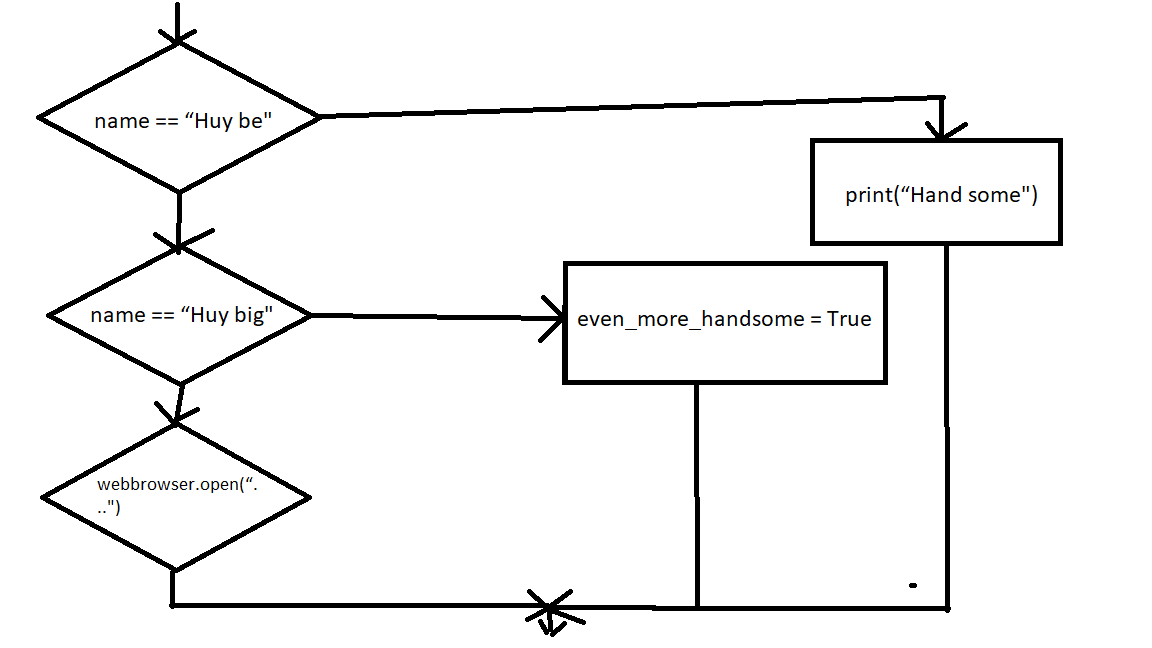 name == “Huy be"
print(“Hand some")
name == “Huy big"
even_more_handsome = True
webbrowser.open(“.
..")